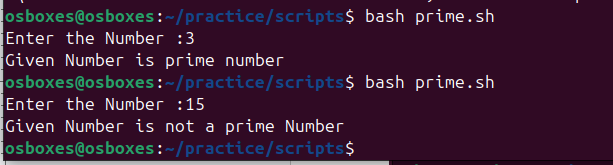 osboxes@osboxes:~/practice/scripts$ bash prime.sh
Enter the Number :3
Given Number is prime number
osboxes@osboxes:~/practice/scripts$ bash prime.sh
Enter the Number :15
Given Number is not a prime Number
osboxes@osboxes:~/practice/scripts$